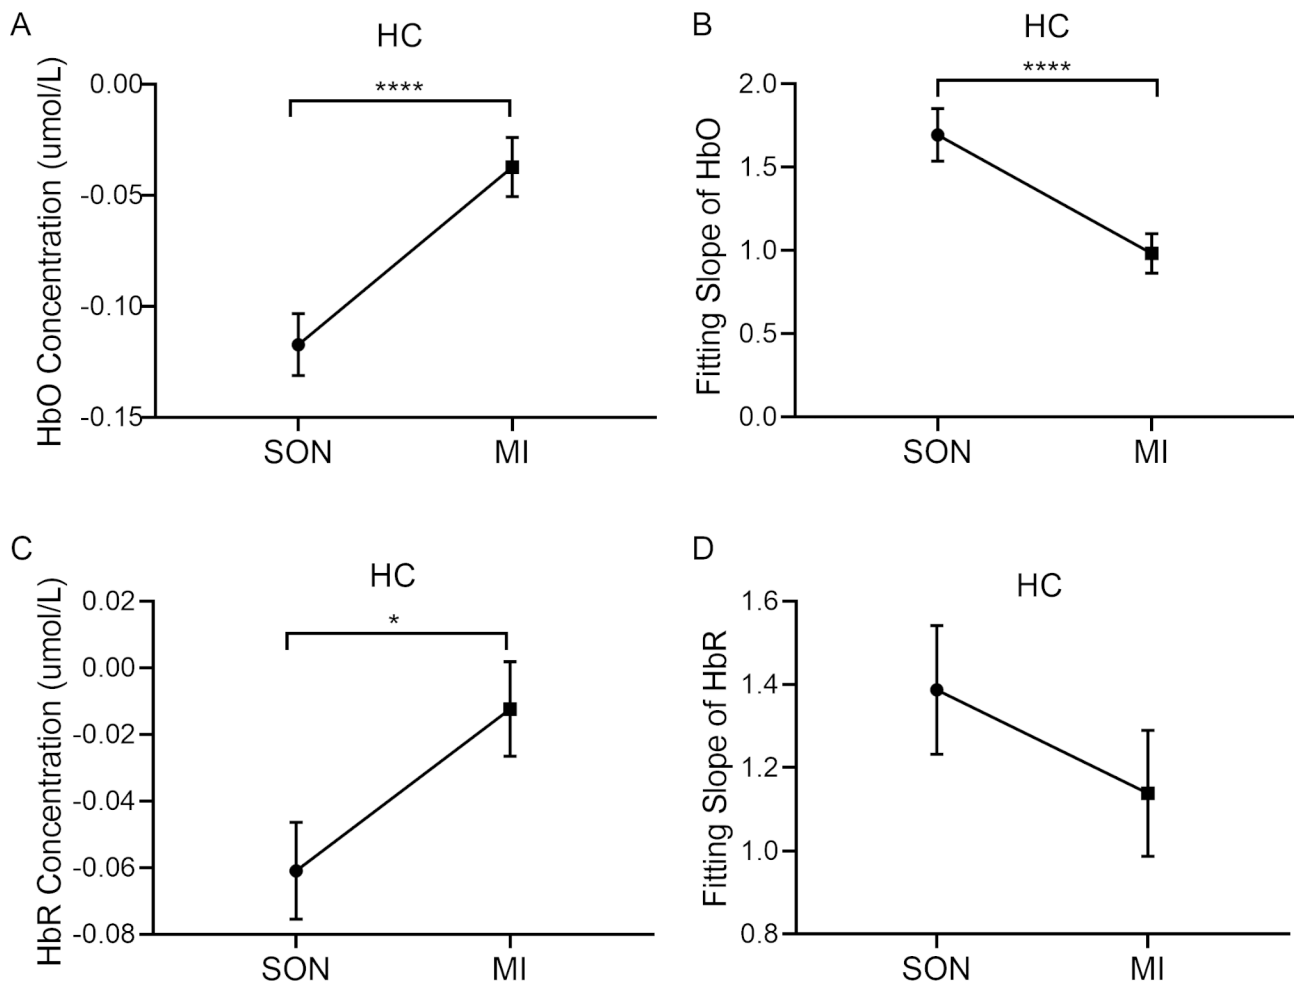 A
HC
HbO Concentration (umol/L)
0.00
-0.05
-0.10
-0.15
****
SON
MI
B
HC
Fitting Slope of HbO
2.0
1.5
1.0
0.5
0.0
****
SON
MI
C
HC
HbR Concentration (umol/L)
0.02
0.00
-0.02
-0.04
-0.06
-0.08
*
SON
MI
D
HC
Fitting Slope of HbR
1.6
1.4
1.2
1.0
0.8
SON
MI